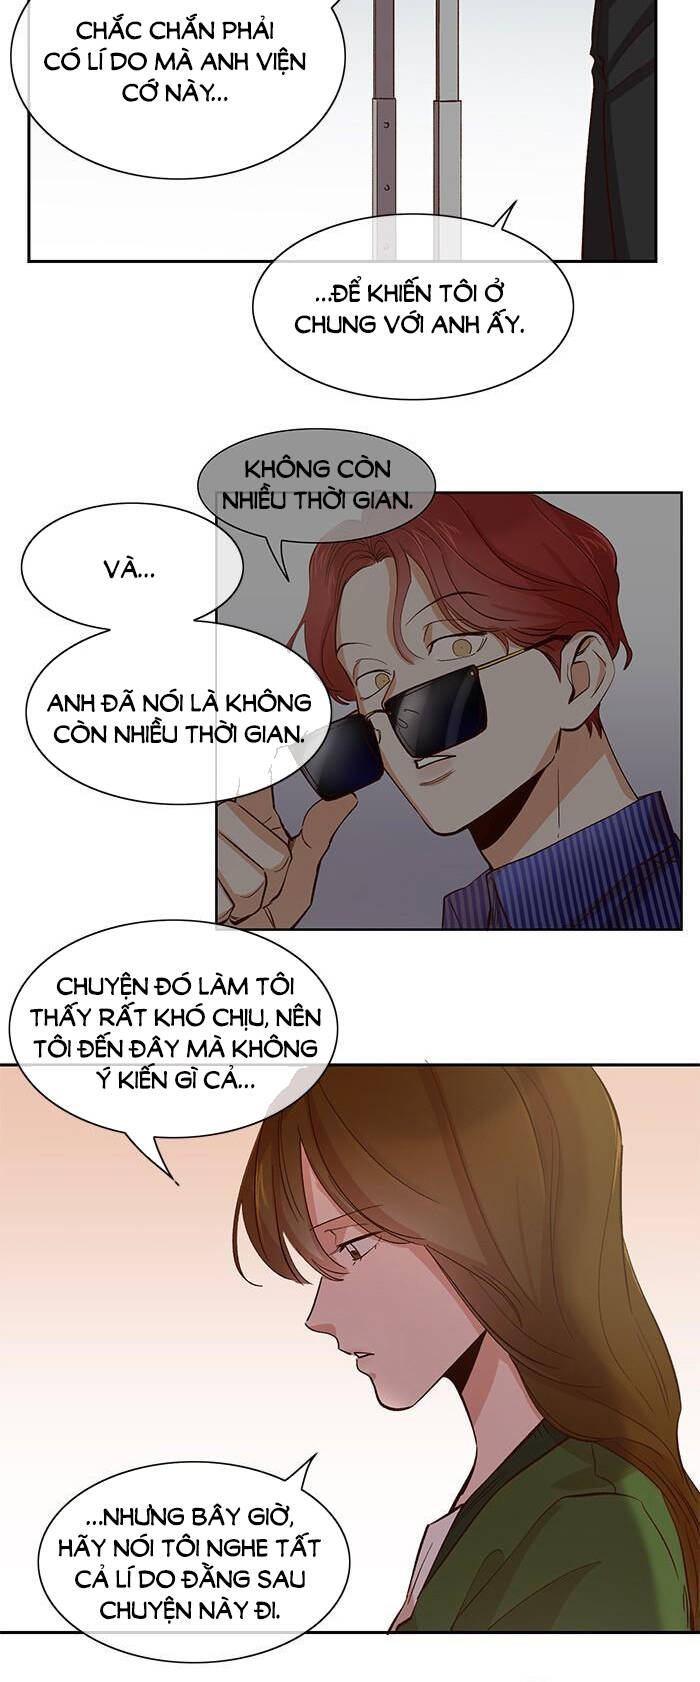 CHẮC CHẮN PHẢI
CÓ LÍ DO MÀ ANH VIỆN
CỚ NÀY...
...ĐỂ KHIẾN TÔI Ở
CHUNG VỚI ANH ẤY.
KHÔNG CÒN
NHIỀU THỜI GIAN.
VÀ...
ANH ĐÃ NÓI LÀ KHÔNG
CÒN NHIỀU THỜI GIAN.
CHUYỆN ĐÓ LÀM TÔI
THẤY RẤT KHÓ CHỊU, NÊN
TÔI ĐẾN ĐÂY MÀ KHÔNG
Ý KIẾN GÌ CẢ...
...NHƯNG BÂY GIỜ,
HÃY NÓI TÔI NGHE TẤT
CẢ LÍ DO ĐẰNG SAU
CHUYỆN NÀY ĐI.